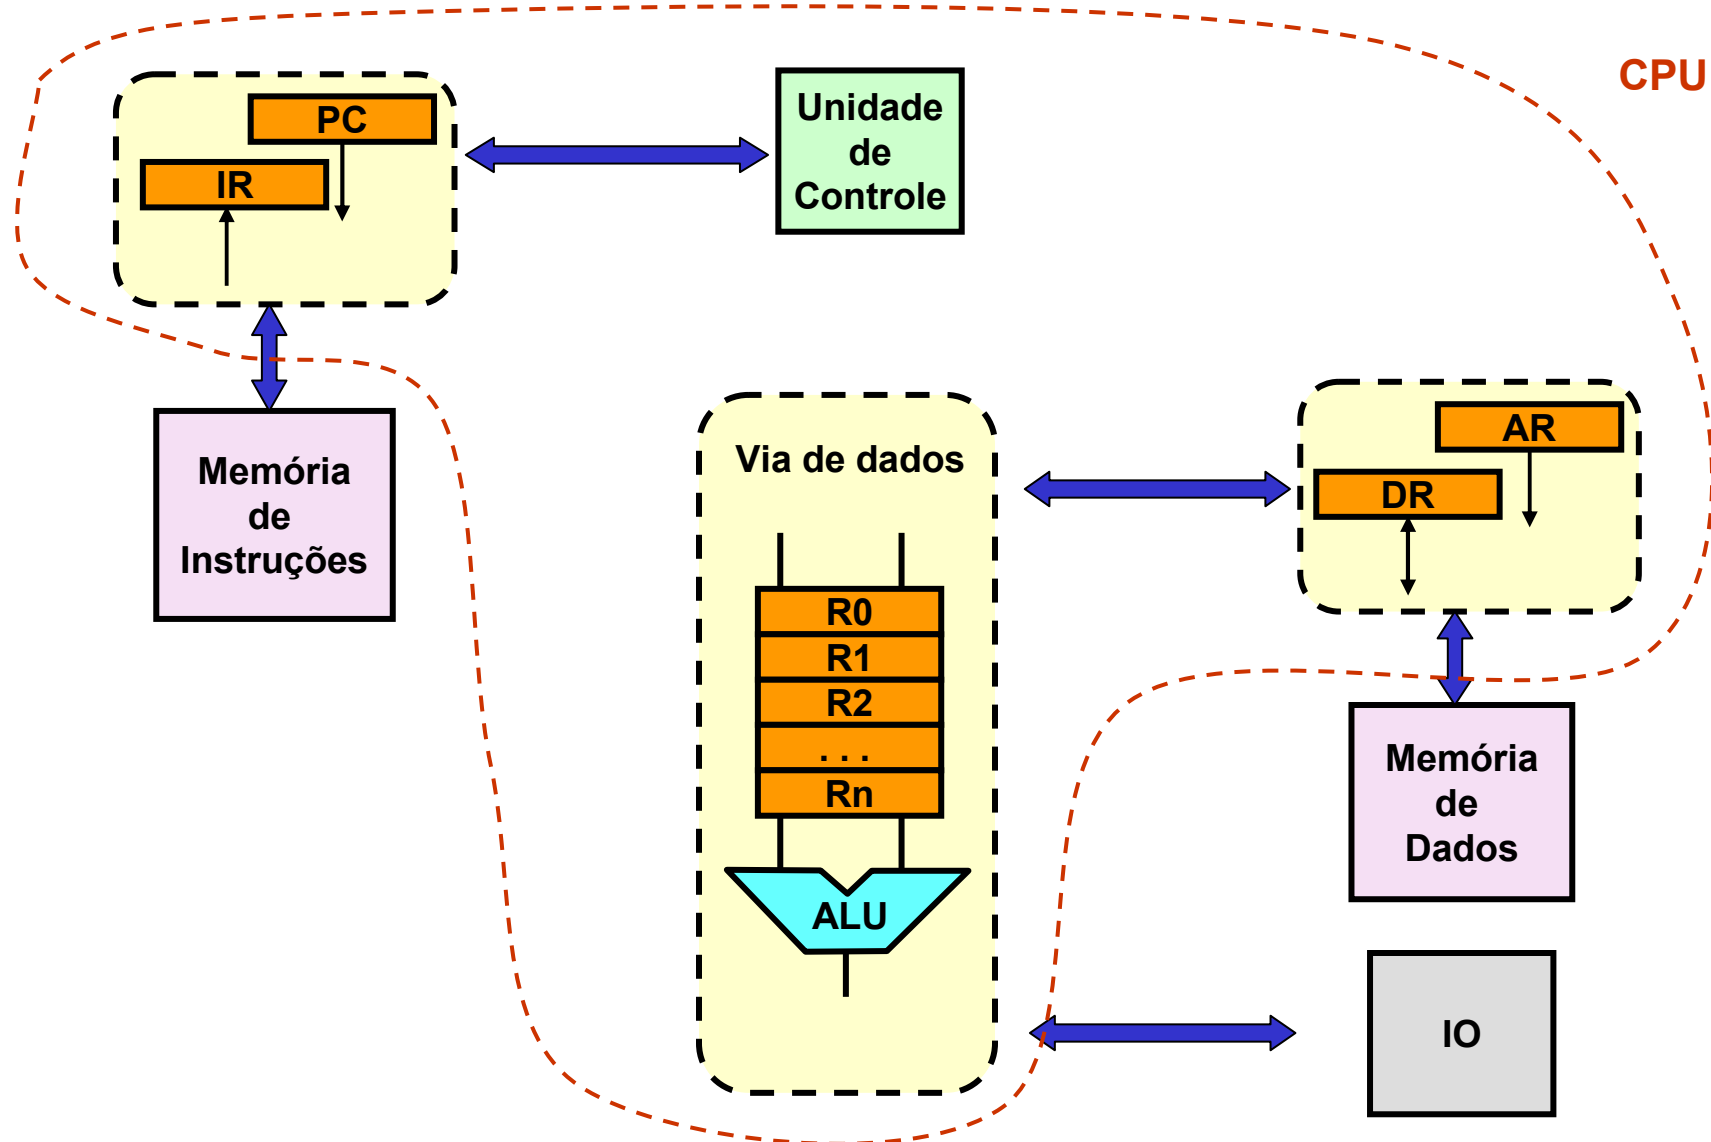 CPU
PC
IR
Unidade
de
Controle
Memória
de
Instruções
Via de dados
R0
R1
R2
. . .
Rn
ALU
AR
DR
Memória
de
Dados
IO